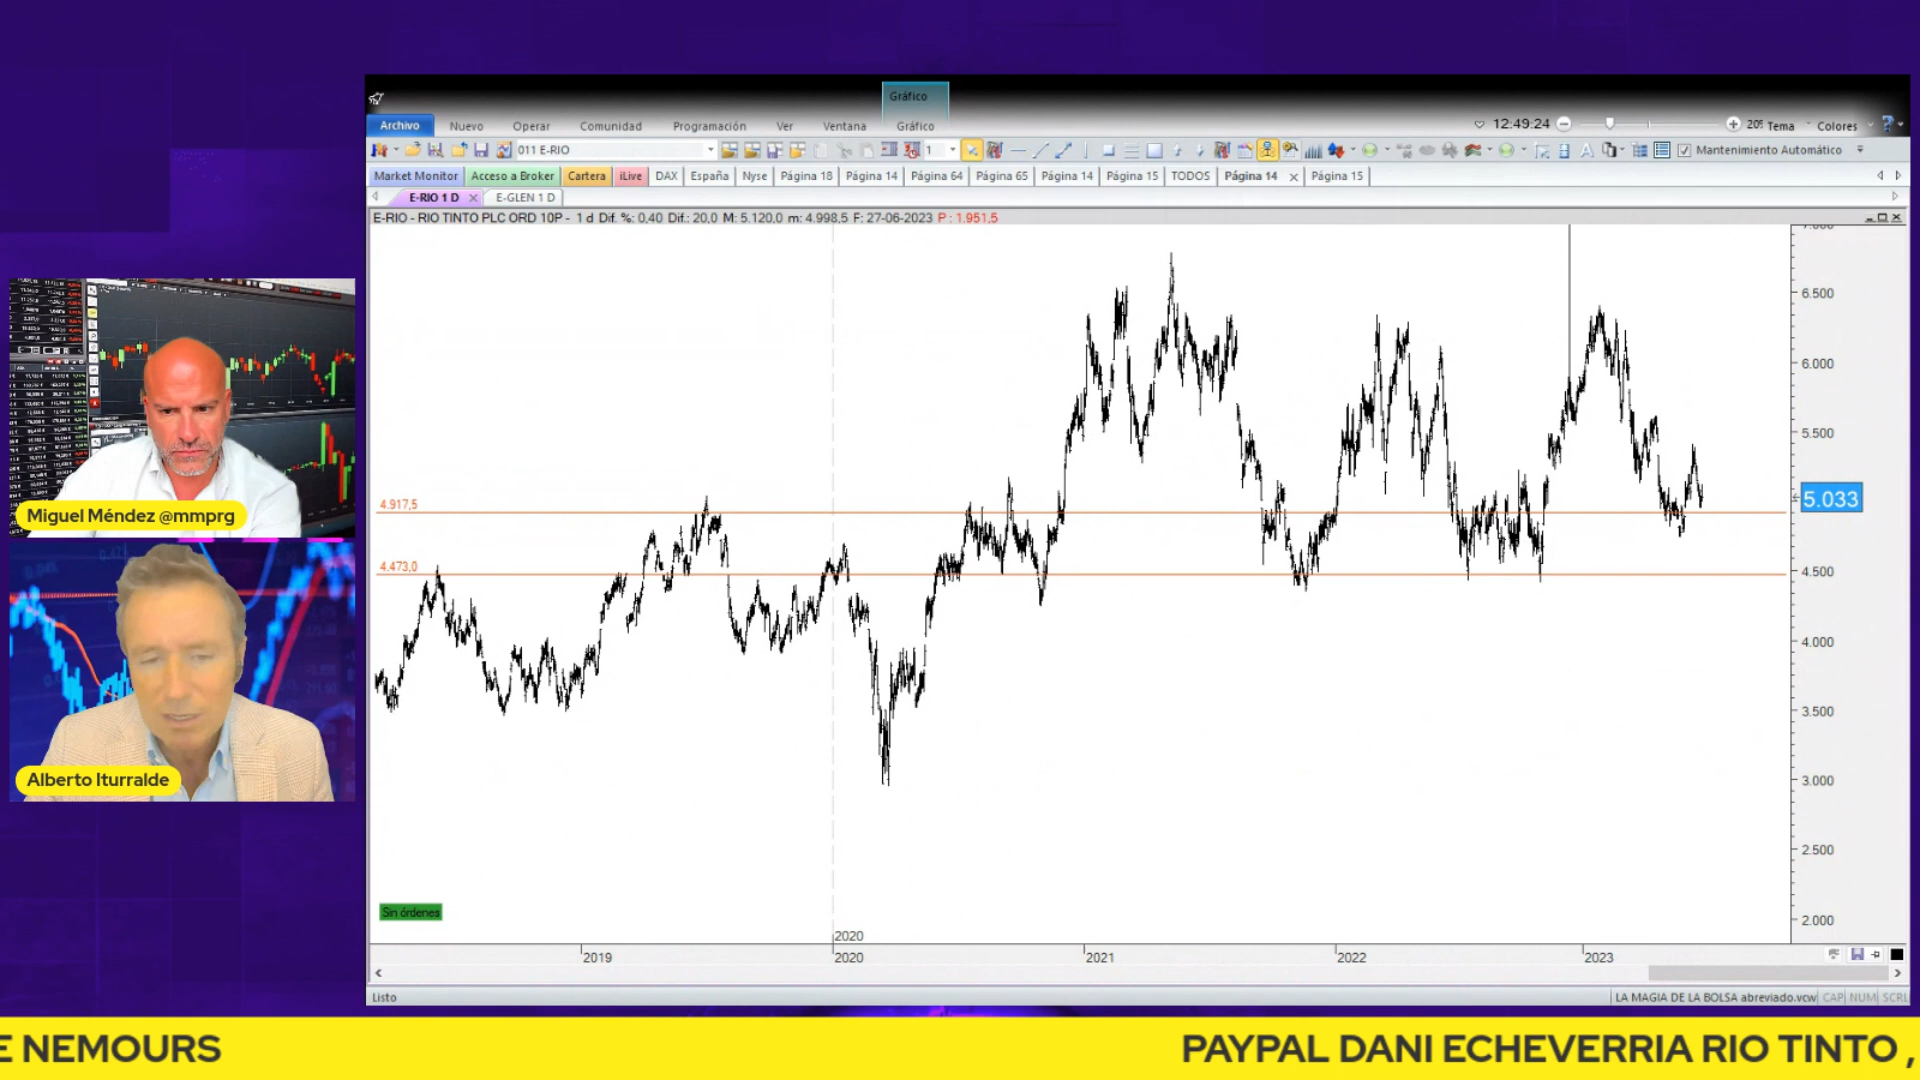 Gráfico
Archivo Nuevo Operar Comunidad Programación Ver Ventana Gráfico
12:49:24
Tema Colores
011 E-RIO
1
Mantenimiento Automático
Market Monitor Acceso a Broker Cartera iLive DAX España Nyse Página 18 Página 14 Página 64 Página 65 Página 14 Página 15 TODOS Página 14 Página 15
E-RIO 1 D E-GLEN 1 D
E-RIO - RIO TINTO PLC ORD 10P - 1 d Dif. %: 0,40 Dif.: 20,0 M: 5.120,0 m: 4.998,5 F: 27-06-2023 P : 1.951,5
6.500
6.000
5.500
5.033
4.917,5
4.473,0
4.500
4.000
3.500
3.000
2.500
2.000
Sin órdenes
2020
2019 2020 2021 2022 2023
Listo
LA MAGIA DE LA BOLSA abreviado.vcw CAP NUM SCRL
Miguel Méndez @mmprg
Alberto Iturralde
E NEMOURS
PAYPAL DANI ECHEVERRIA RIO TINTO ,